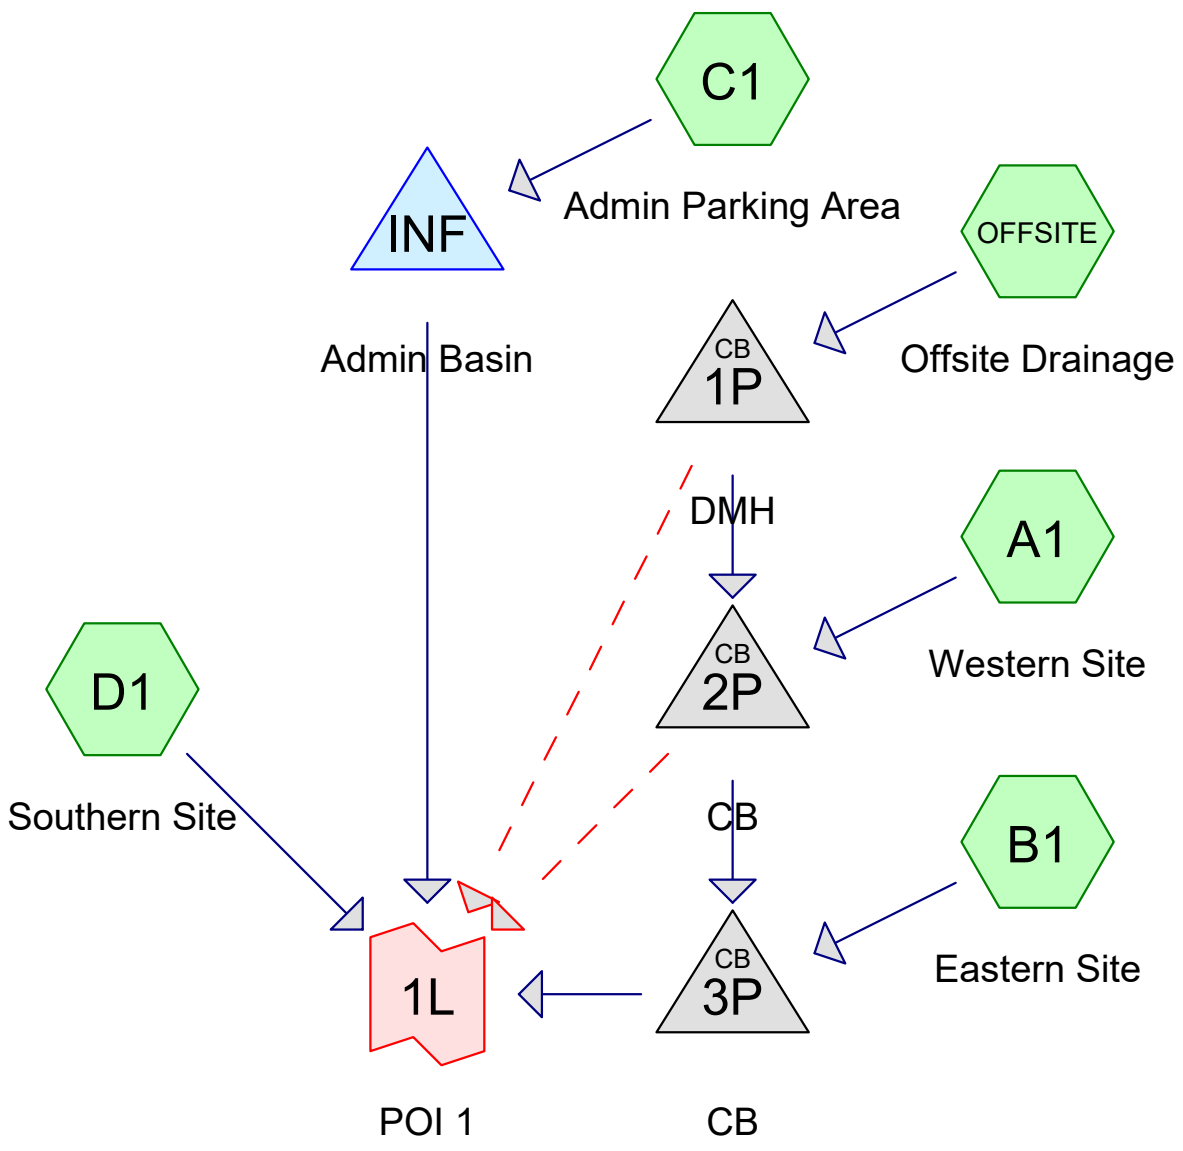 C1
Admin Parking Area
INF
Admin Basin
OFFSITE
Offsite Drainage
CB
1P
DMH
A1
Western Site
CB
2P
CB
D1
Southern Site
B1
Eastern Site
CB
3P
CB
1L
POI 1